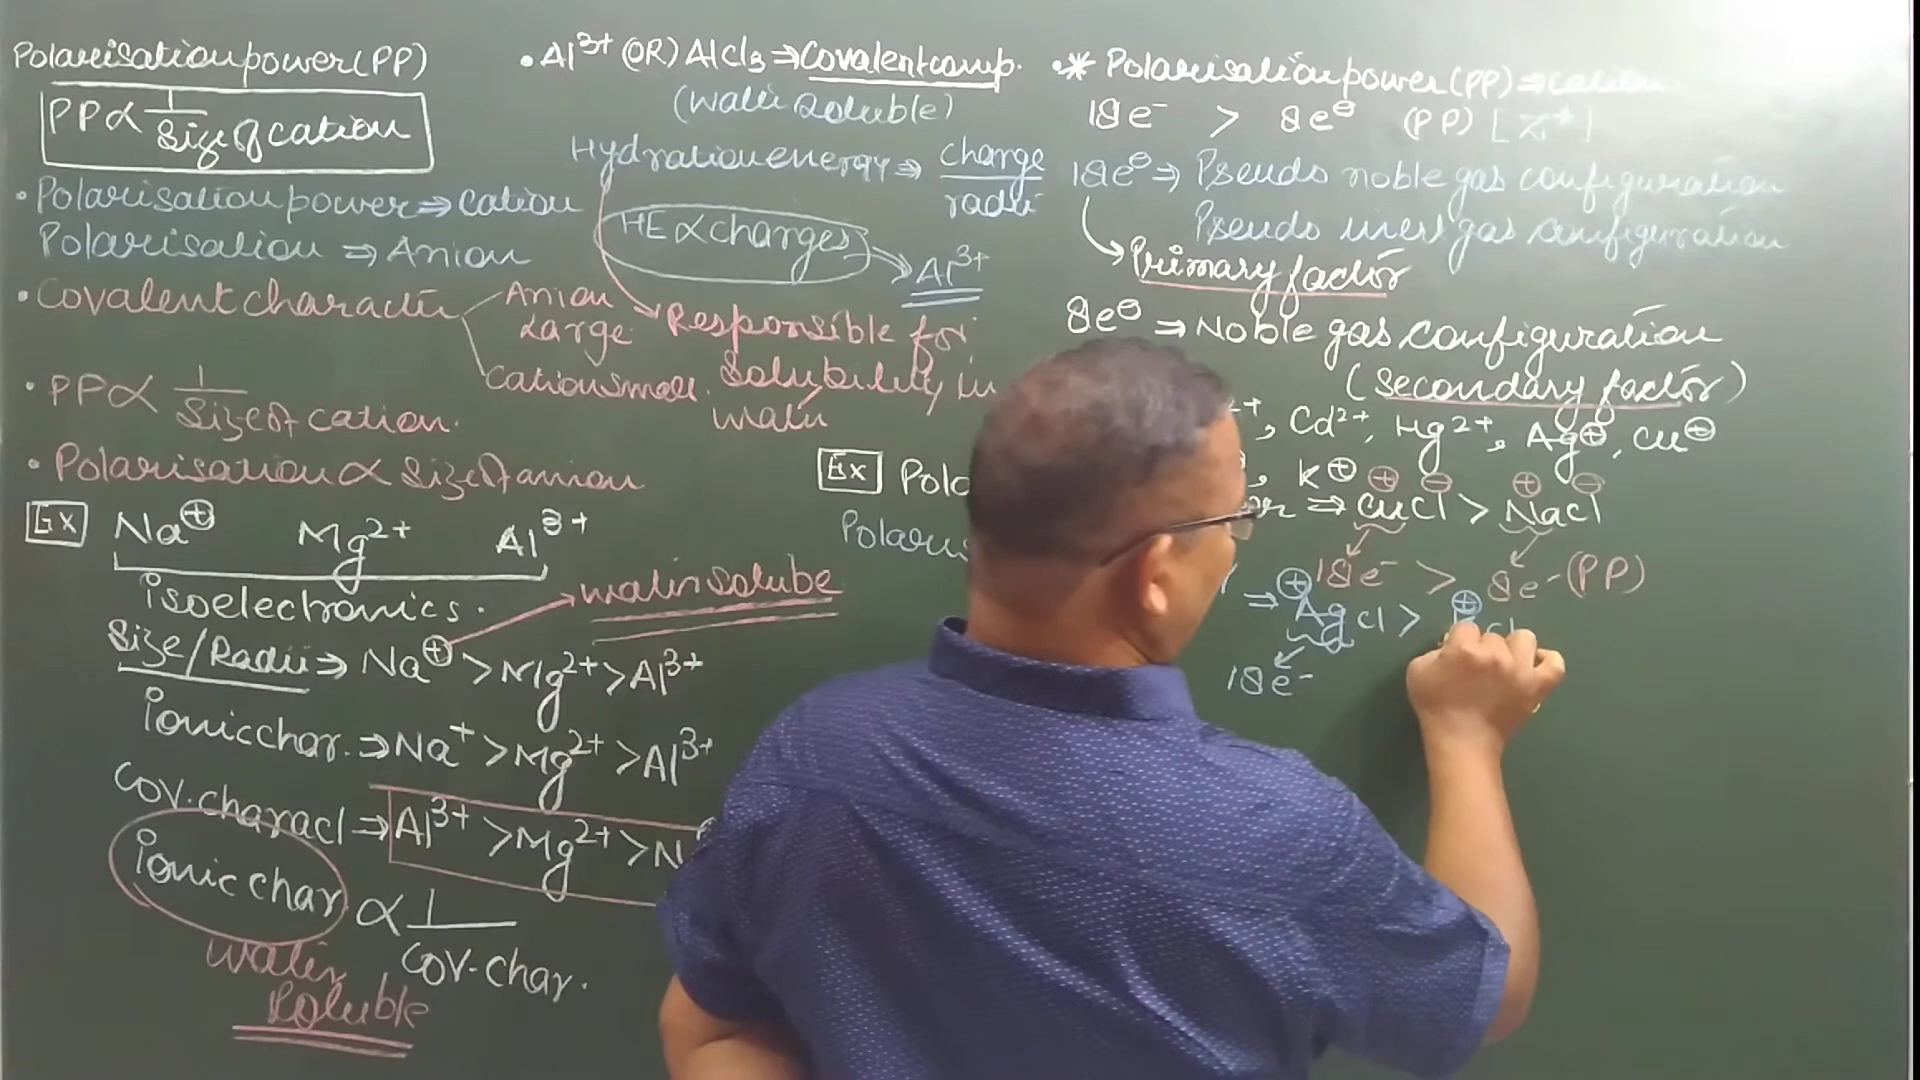 Polarisation power (PP)
PP ∝ 1/Size of cation
• Polarisation power ⇒ cation
Polarisation ⇒ Anion
• Covalent character
Anion Large
cation small.
• PP ∝ 1/Size of cation.
• Polarisation ∝ size of anion
Ex Na⊕ Mg2+ Al3+
isoelectronics.
water solube
Size/Radii ⇒ Na⊕ > Mg2+ > Al3+
ionic char. ⇒ Na+ > Mg2+ > Al3+
Cov. charact ⇒ Al3+ > Mg2+ > N
ionic char ∝ 1/Cov. char.
water
soluble
• Al3+ (OR) AlCl3 ⇒ Covalent comp.
(water soluble)
Hydration energy ⇒ charge/radii
HE ∝ charges
Al3+
Responsible for
solubility in
water
Ex
• * Polarisation power (PP) ⇒ cation
18e- > 8e⊖ (PP) [Z*]
18e⊖ ⇒ Pseudo noble gas configuration
Pseudo inert gas configuration
Primary factor
8e⊖ ⇒ Noble gas configuration
(secondary factor)
, Cd2+, Hg2+, Ag⊕, Cu⊕
, K⊕
⇒ CuCl > NaCl
⊕ ⊖ ⊕ ⊖
18e- > 8e- (PP)
⇒ AgCl >
⊕ ⊕
18e-